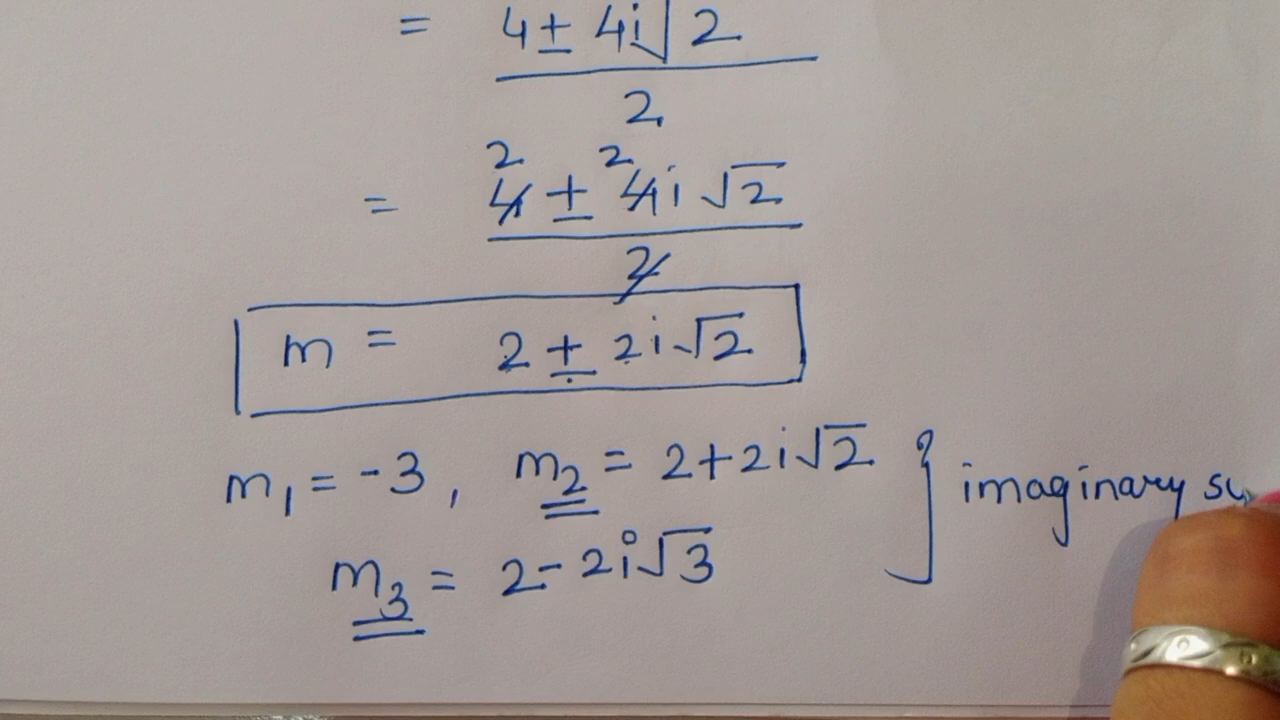 = 4 ± 4i√2
2
2 2
= 4 ± 4i√2
2
m = 2 ± 2i√2
m₁ = -3, m₂ = 2+2i√2 } imaginary
m₃ = 2-2i√3